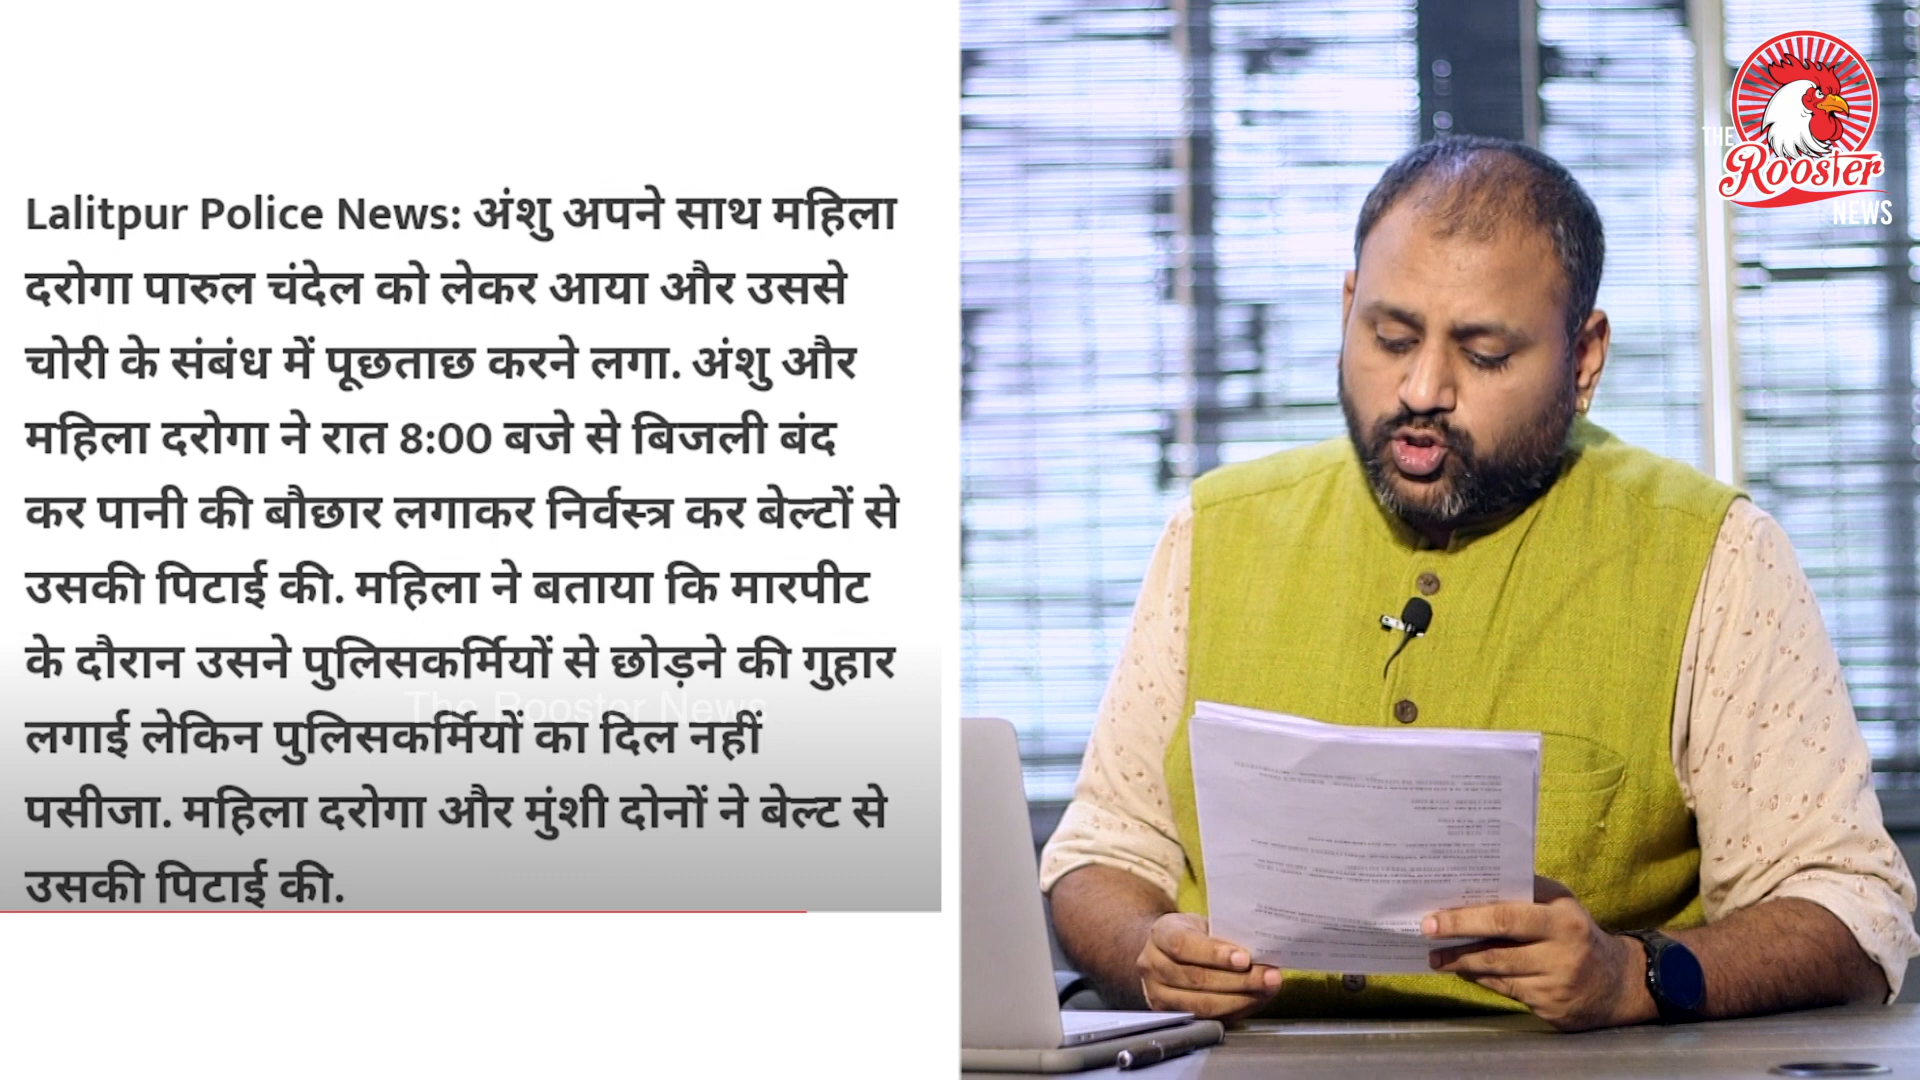 Lalitpur Police News: अंशु अपने साथ महिला
दरोगा पारुल चंदेल को लेकर आया और उससे
चोरी के संबंध में पूछताछ करने लगा. अंशु और
महिला दरोगा ने रात 8:00 बजे से बिजली बंद
कर पानी की बौछार लगाकर निर्वस्त्र कर बेल्टों से
उसकी पिटाई की. महिला ने बताया कि मारपीट
के दौरान उसने पुलिसकर्मियों से छोड़ने की गुहार
लगाई लेकिन पुलिसकर्मियों का दिल नहीं
पसीजा. महिला दरोगा और मुंशी दोनों ने बेल्ट से
उसकी पिटाई की.
The Rooster News
THE
Rooster
NEWS